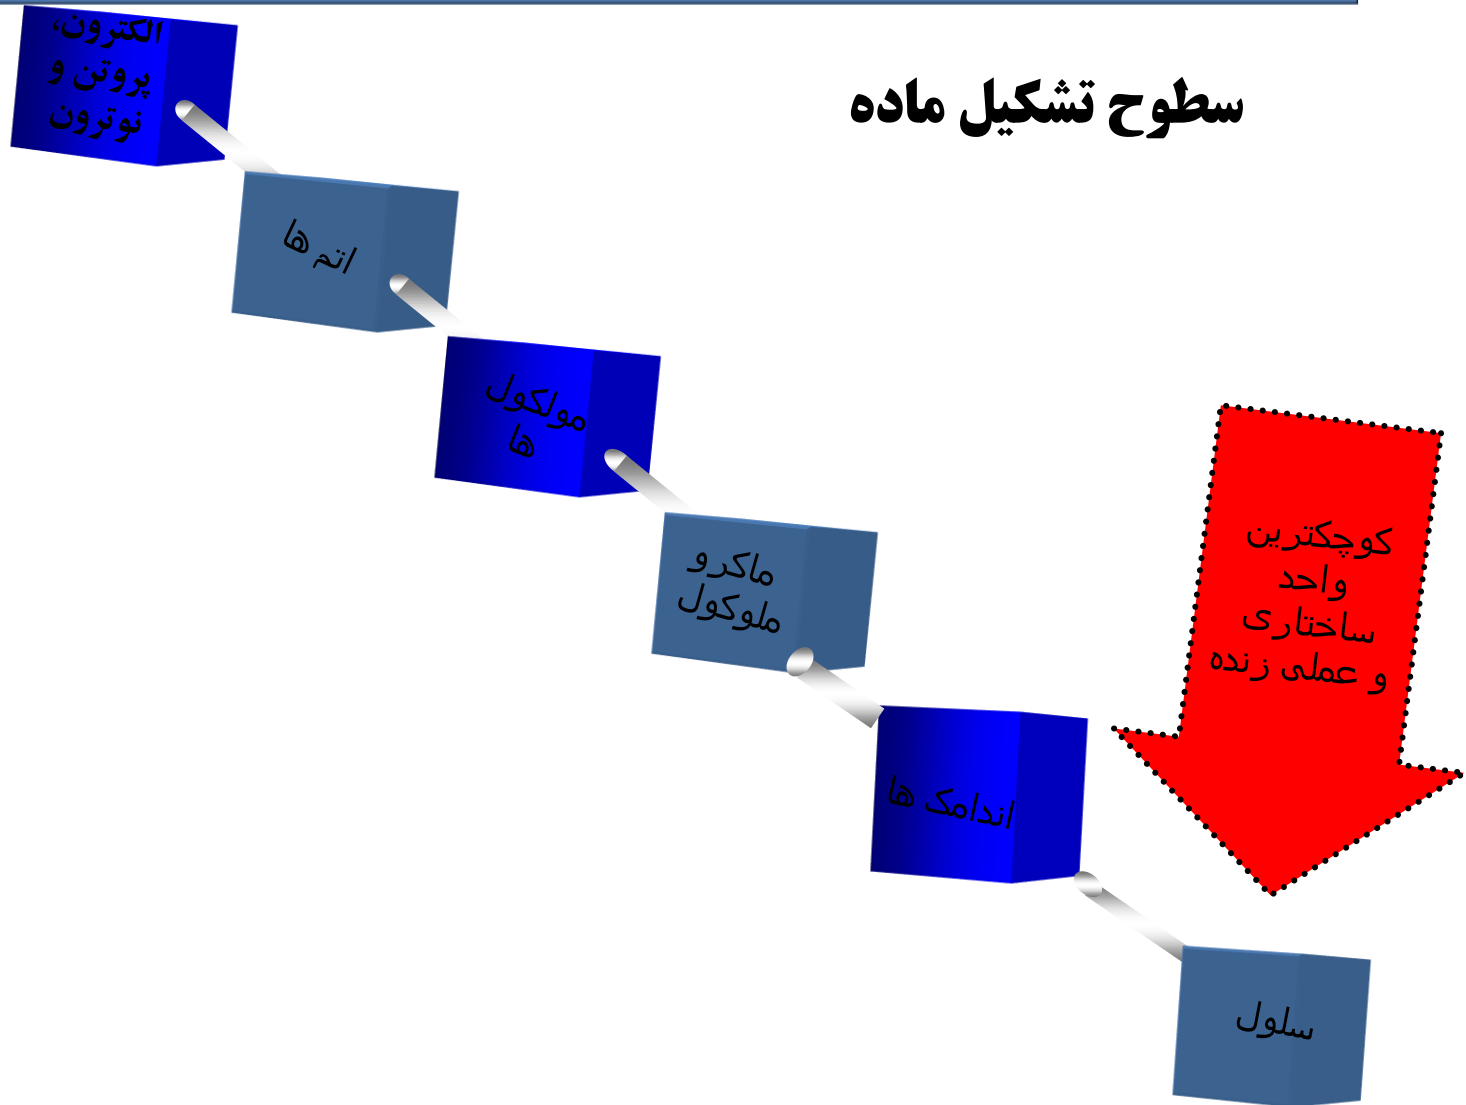 سطوح تشکیل ماده
الکترون،
پروتن و
نوترون
اتم ها
مولکول
ها
ماکرو
ملوکول
اندامک ها
سلول
کوچکترین
واحد
ساختاری
و عملی زنده